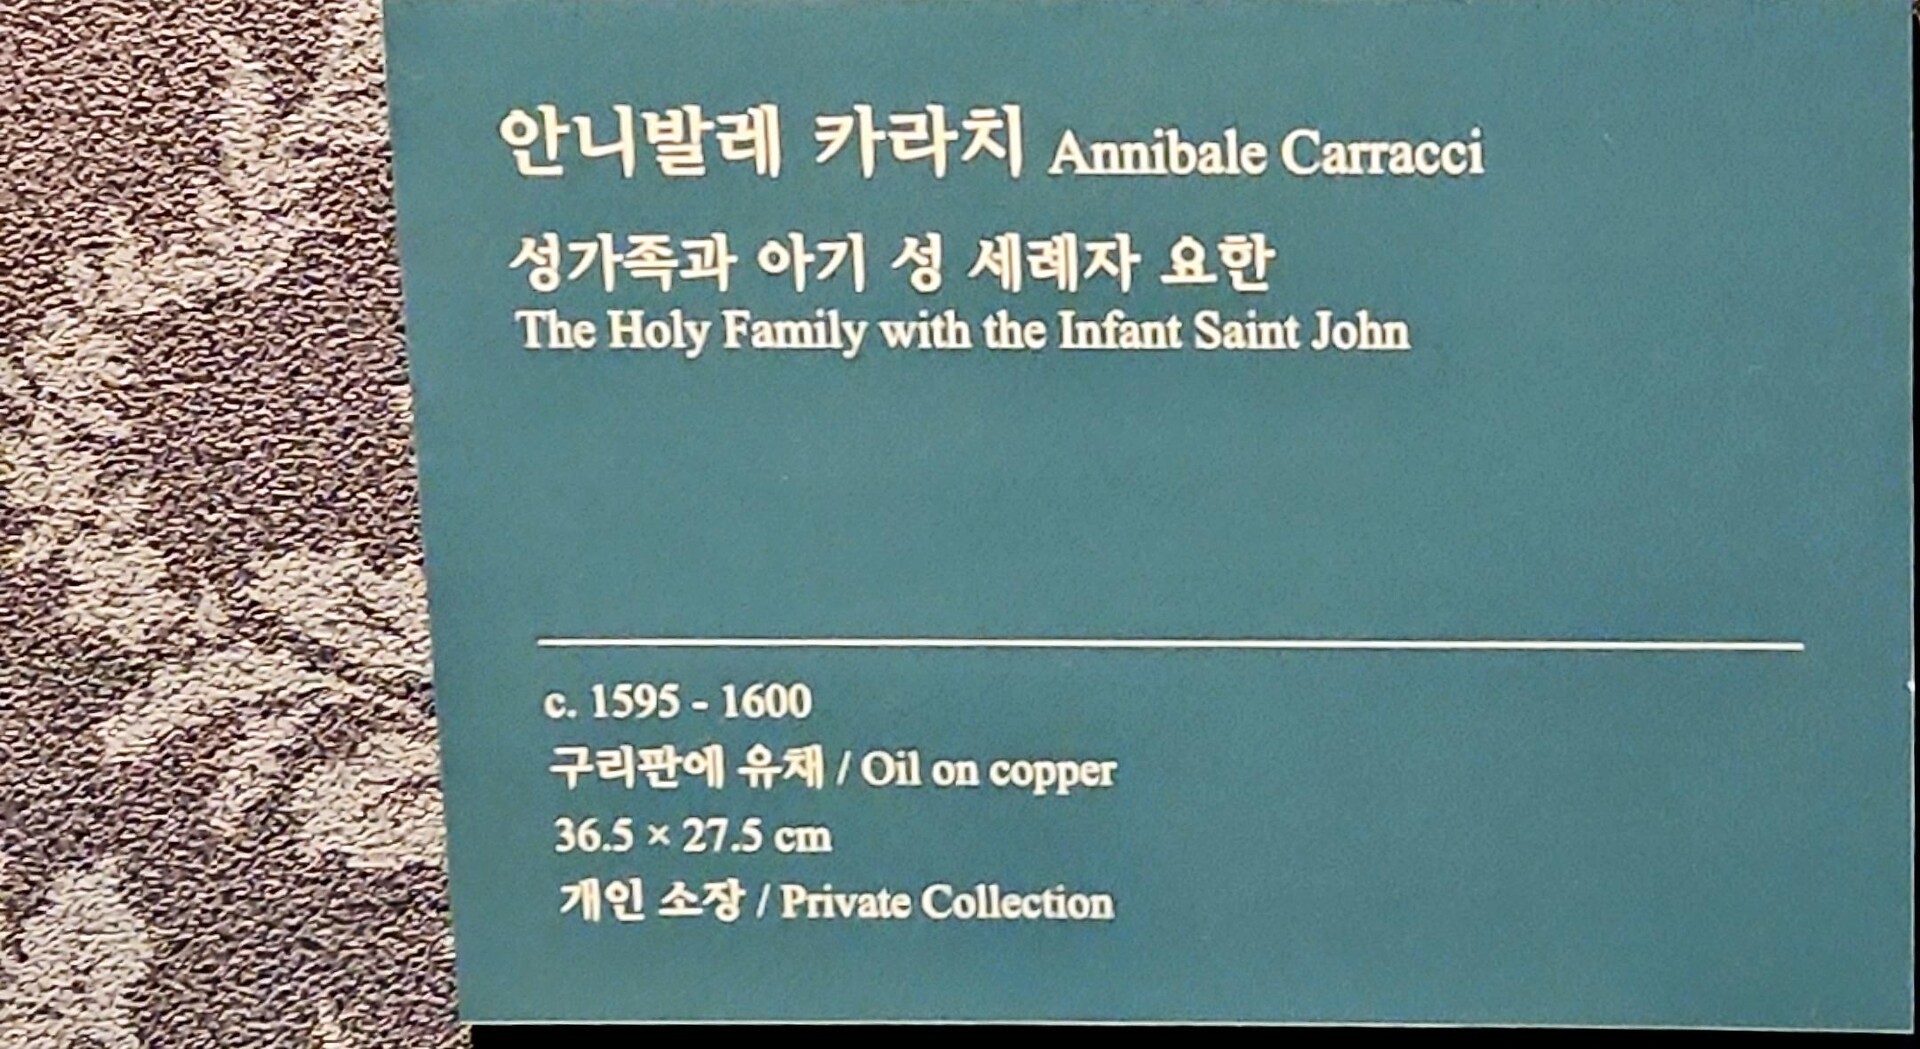 안니발레 카라치 Annibale Carracci
성가족과 아기 성 세례자 요한
The Holy Family with the Infant Saint John
c. 1595 - 1600
구리판에 유채 / Oil on copper
36.5 × 27.5 cm
개인 소장 / Private Collection